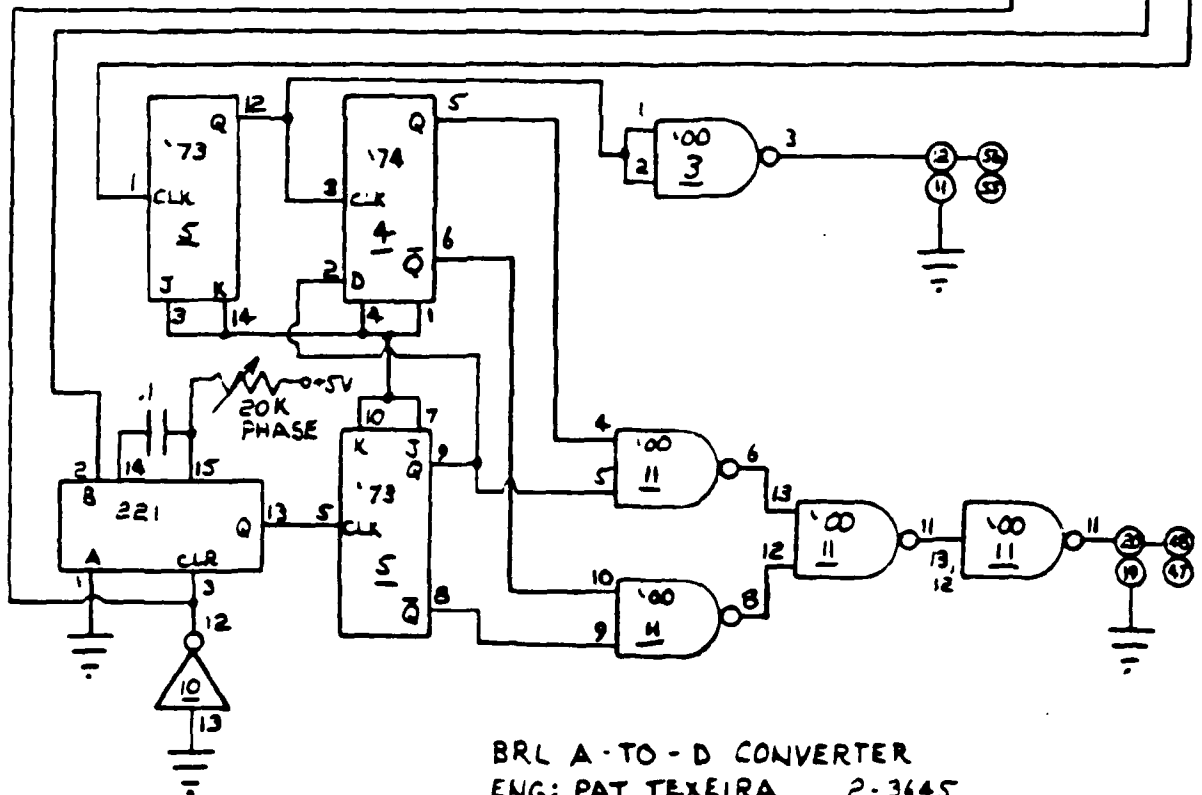 12
5
Q
Q
1
3
'73
'74
'00
3
2
12
52
1
CLK
3
CLK
11
53
5
4
6
Q̄
2
D
J
K
3
14
4
1
.1
+5V
20K
PHASE
10
7
4
K
J
'00
6
2
14
15
9
Q
5
11
13
B
221
'73
'00
11
'00
11
Q
13
5
CLK
11
13,
12
11
20
48
12
19
47
A
CLR
5
10
'00
1
3
8
Q̄
8
12
9
11
10
13
BRL A-TO-D CONVERTER
ENG: PAT TEXEIRA 2-3645